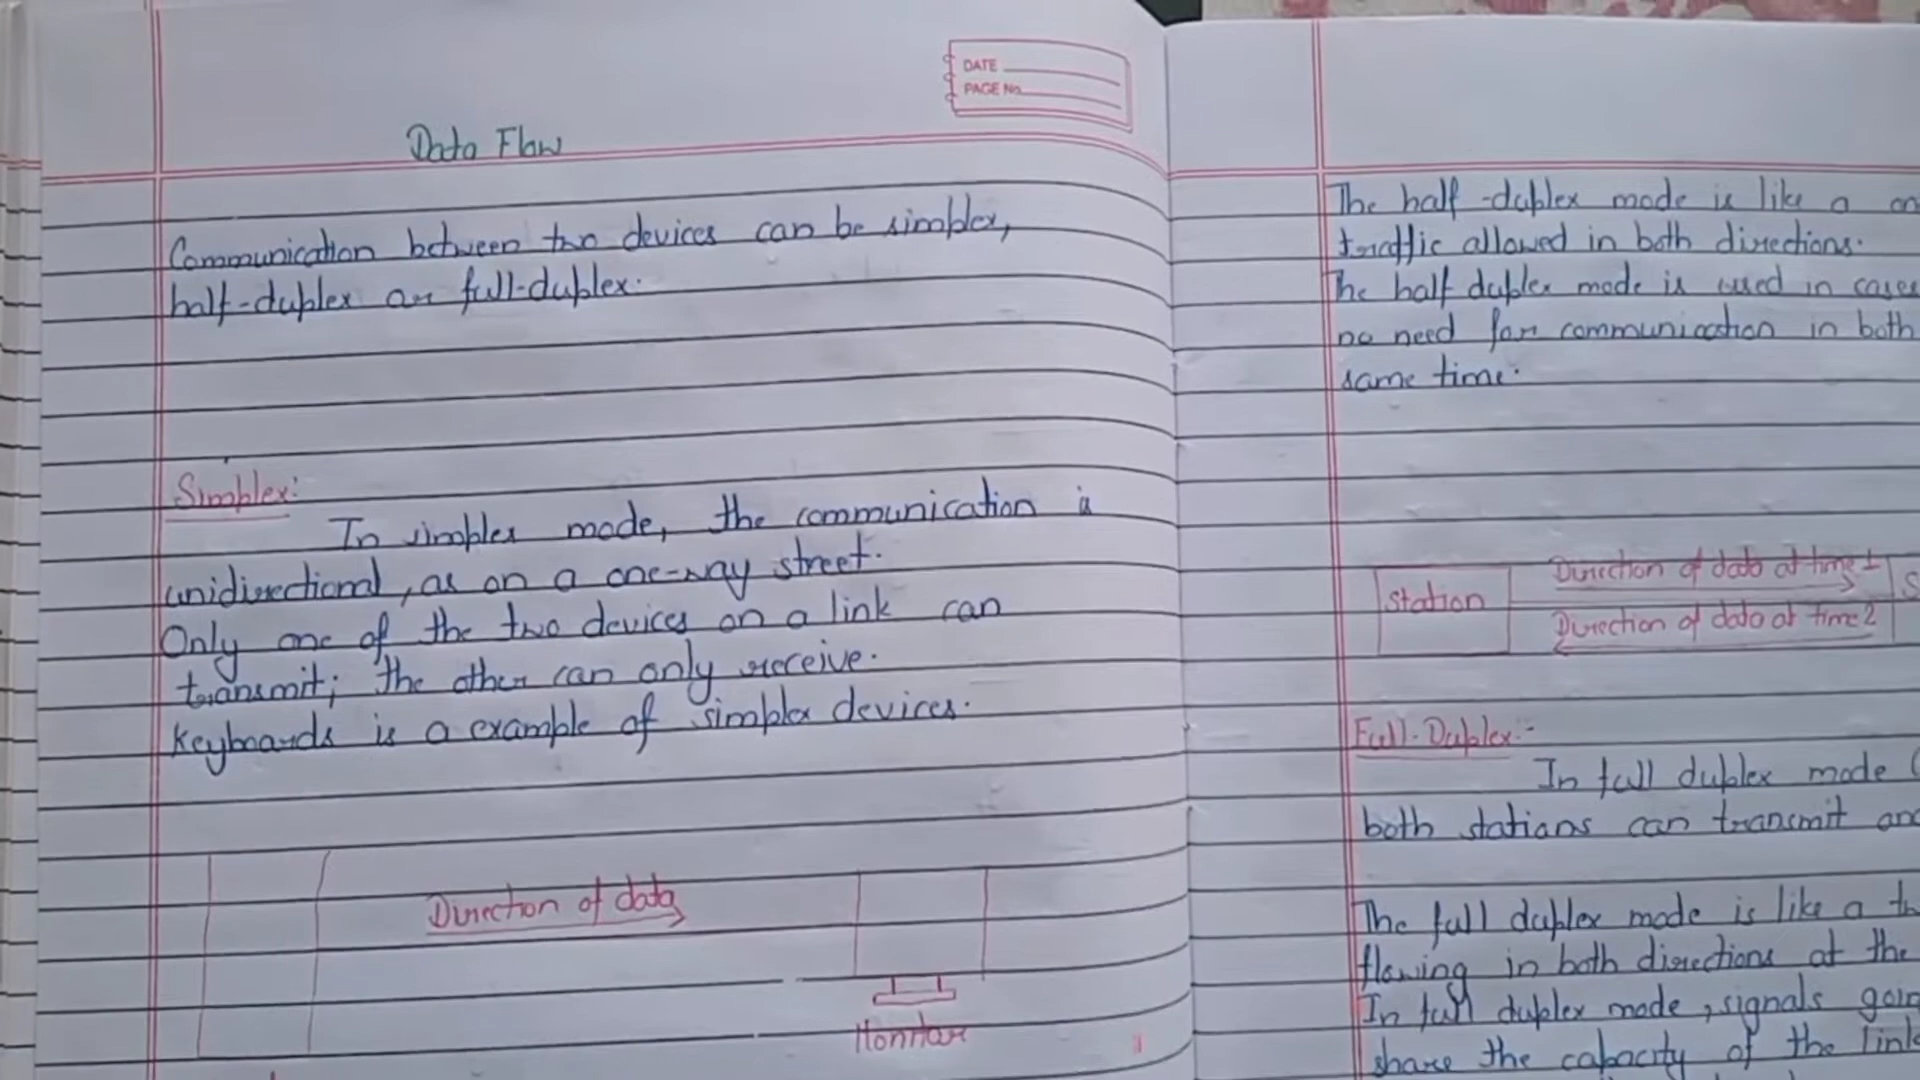 DATE
PAGE No.
Data Flow
Communication between two devices can be simplex,
half-duplex or full-duplex.
Simplex:
In simplex mode, the communication is
unidirectional, as on a one-way street.
Only one of the two devices on a link can
transmit; the other can only receive.
Keyboards is a example of simplex devices.
Direction of data
Monitor
The half-duplex mode is like a on
traffic allowed in both directions.
The half duplex mode is used in cases
no need for communication in both
same time.
Station
Direction of data at time 1
S
Direction of data at time 2
Full-Duplex:-
In full duplex mode (
both stations can transmit and
The full duplex mode is like a
flowing in both directions at the
In full duplex mode, signals going
share the capacity of the link